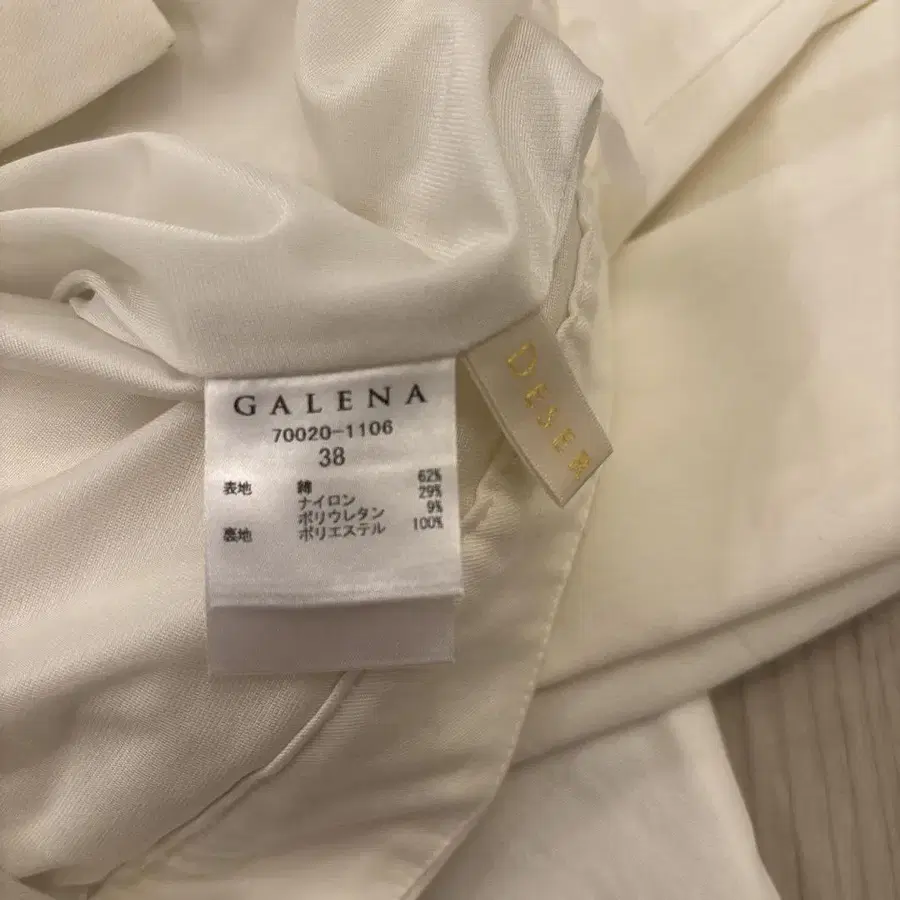 GALENA
70020-1106
38
表地 綿 62%
ナイロン 29%
ポリウレタン 9%
裏地 ポリエステル 100%